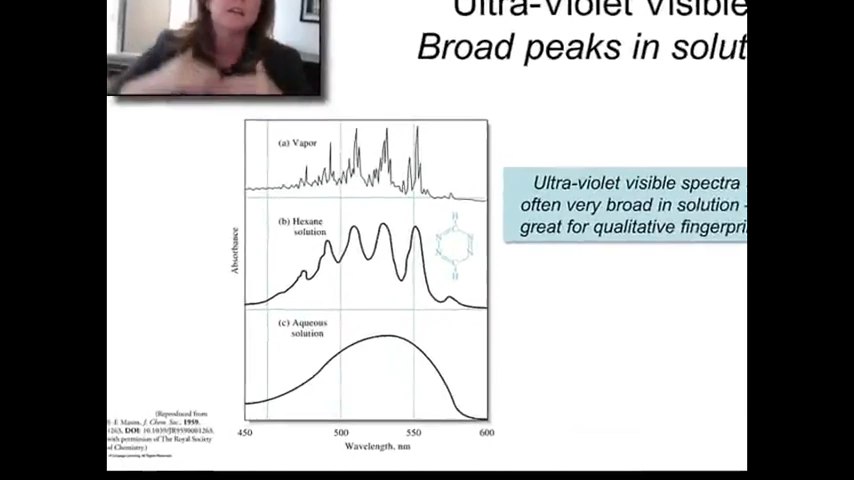 Ultra-Violet Visible
Broad peaks in solut
(a) Vapor
Ultra-violet visible spectra
often very broad in solution -
great for qualitative fingerpri
(b) Hexane
solution
H
N N
N N
H
Absorbance
(c) Aqueous
solution
(Reproduced from
F. Mason, J. Chem. Soc., 1959,
1263, DOI: 10.1039/JR9590001263,
with permission of The Royal Society
of Chemistry.)
450 500 550 600
Wavelength, nm